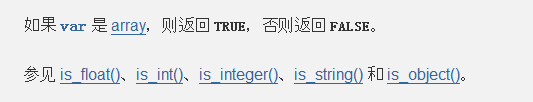 如果 var 是 array，则返回 TRUE，否则返回 FALSE。
参见 is_float()、is_int()、is_integer()、is_string() 和 is_object()。